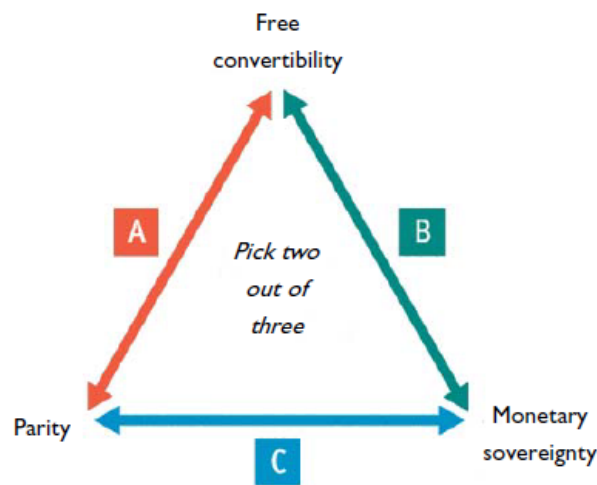 Free
convertibility
A
B
Pick two
out of
three
Parity
Monetary
sovereignty
C